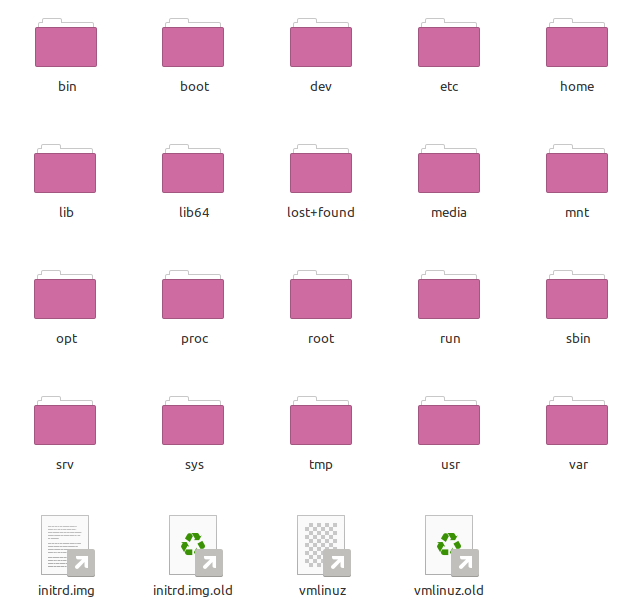 bin boot dev etc home
lib lib64 lost+found media mnt
opt proc root run sbin
srv sys tmp usr var
initrd.img initrd.img.old vmlinuz vmlinuz.old